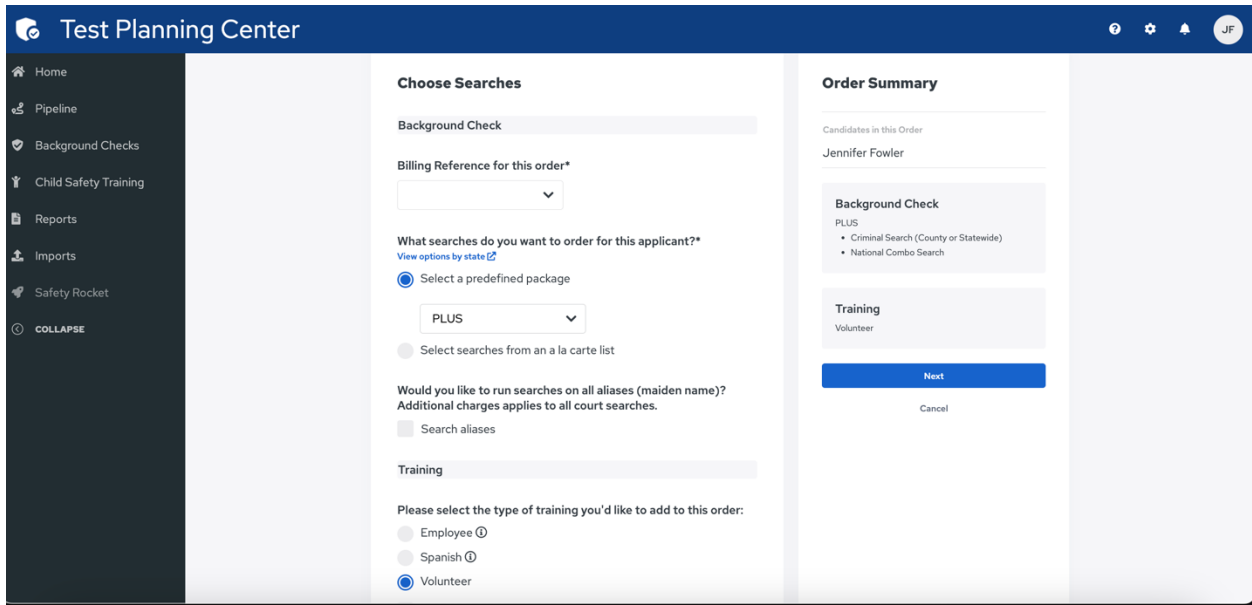 Test Planning Center
JF
Home
Pipeline
Background Checks
Child Safety Training
Reports
Imports
Safety Rocket
COLLAPSE
Choose Searches
Background Check
Billing Reference for this order*
What searches do you want to order for this applicant?*
View options by state
Select a predefined package
PLUS
Select searches from an a la carte list
Would you like to run searches on all aliases (maiden name)?
Additional charges applies to all court searches.
Search aliases
Training
Please select the type of training you'd like to add to this order:
Employee
Spanish
Volunteer
Order Summary
Candidates in this Order
Jennifer Fowler
Background Check
PLUS
• Criminal Search (County or Statewide)
• National Combo Search
Training
Volunteer
Next
Cancel